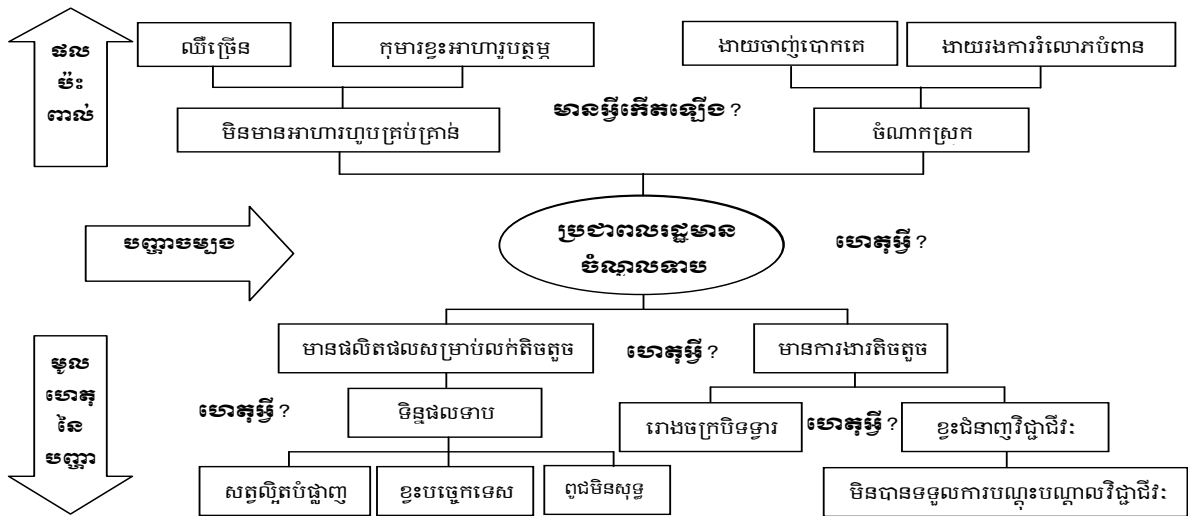 ផល
ប៉ះ
ពាល់
ឈឺច្រើន
កុមារខ្វះអាហារូបត្ថម្ភ
ងាយចាញ់បោកគេ
ងាយរងការរំលោភបំពាន
មានអ្វីកើតឡើង?
មិនមានអាហារហូបគ្រប់គ្រាន់
ចំណាកស្រុក
បញ្ហាចម្បង
ប្រជាពលរដ្ឋមាន
ចំណូលទាប
ហេតុអ្វី?
មូល
ហេតុ
នៃ
បញ្ហា
មានផលិតផលសម្រាប់លក់តិចតួច
ហេតុអ្វី?
មានការងារតិចតួច
ហេតុអ្វី?
ទិន្នផលទាប
រោងចក្របិទទ្វារ
ហេតុអ្វី?
ខ្វះជំនាញវិជ្ជាជីវៈ
សត្វល្អិតបំផ្លាញ
ខ្វះបច្ចេកទេស
ពូជមិនសុទ្ធ
មិនបានទទួលការបណ្តុះបណ្តាលវិជ្ជាជីវៈ